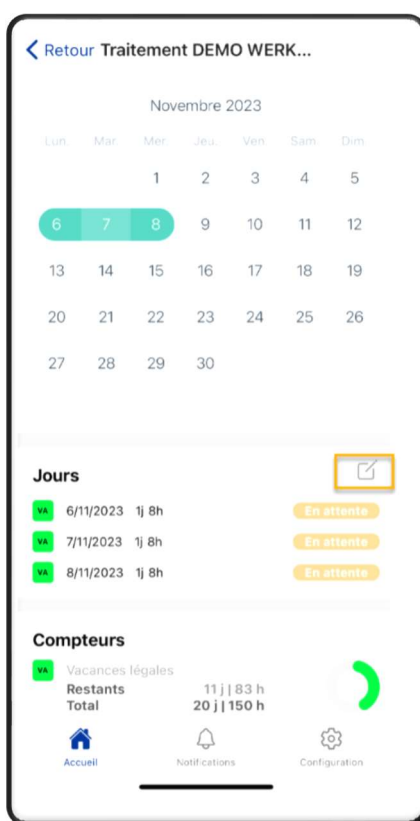 Retour Traitement DEMO WERK...
Novembre 2023
Lun. Mar. Mer. Jeu. Ven. Sam. Dim.
1 2 3 4 5
6 7 8 9 10 11 12
13 14 15 16 17 18 19
20 21 22 23 24 25 26
27 28 29 30
Jours
VA 6/11/2023 1j 8h En attente
VA 7/11/2023 1j 8h En attente
VA 8/11/2023 1j 8h En attente
Compteurs
VA Vacances légales
Restants 11 j | 83 h
Total 20 j | 150 h
Accueil Notifications Configuration